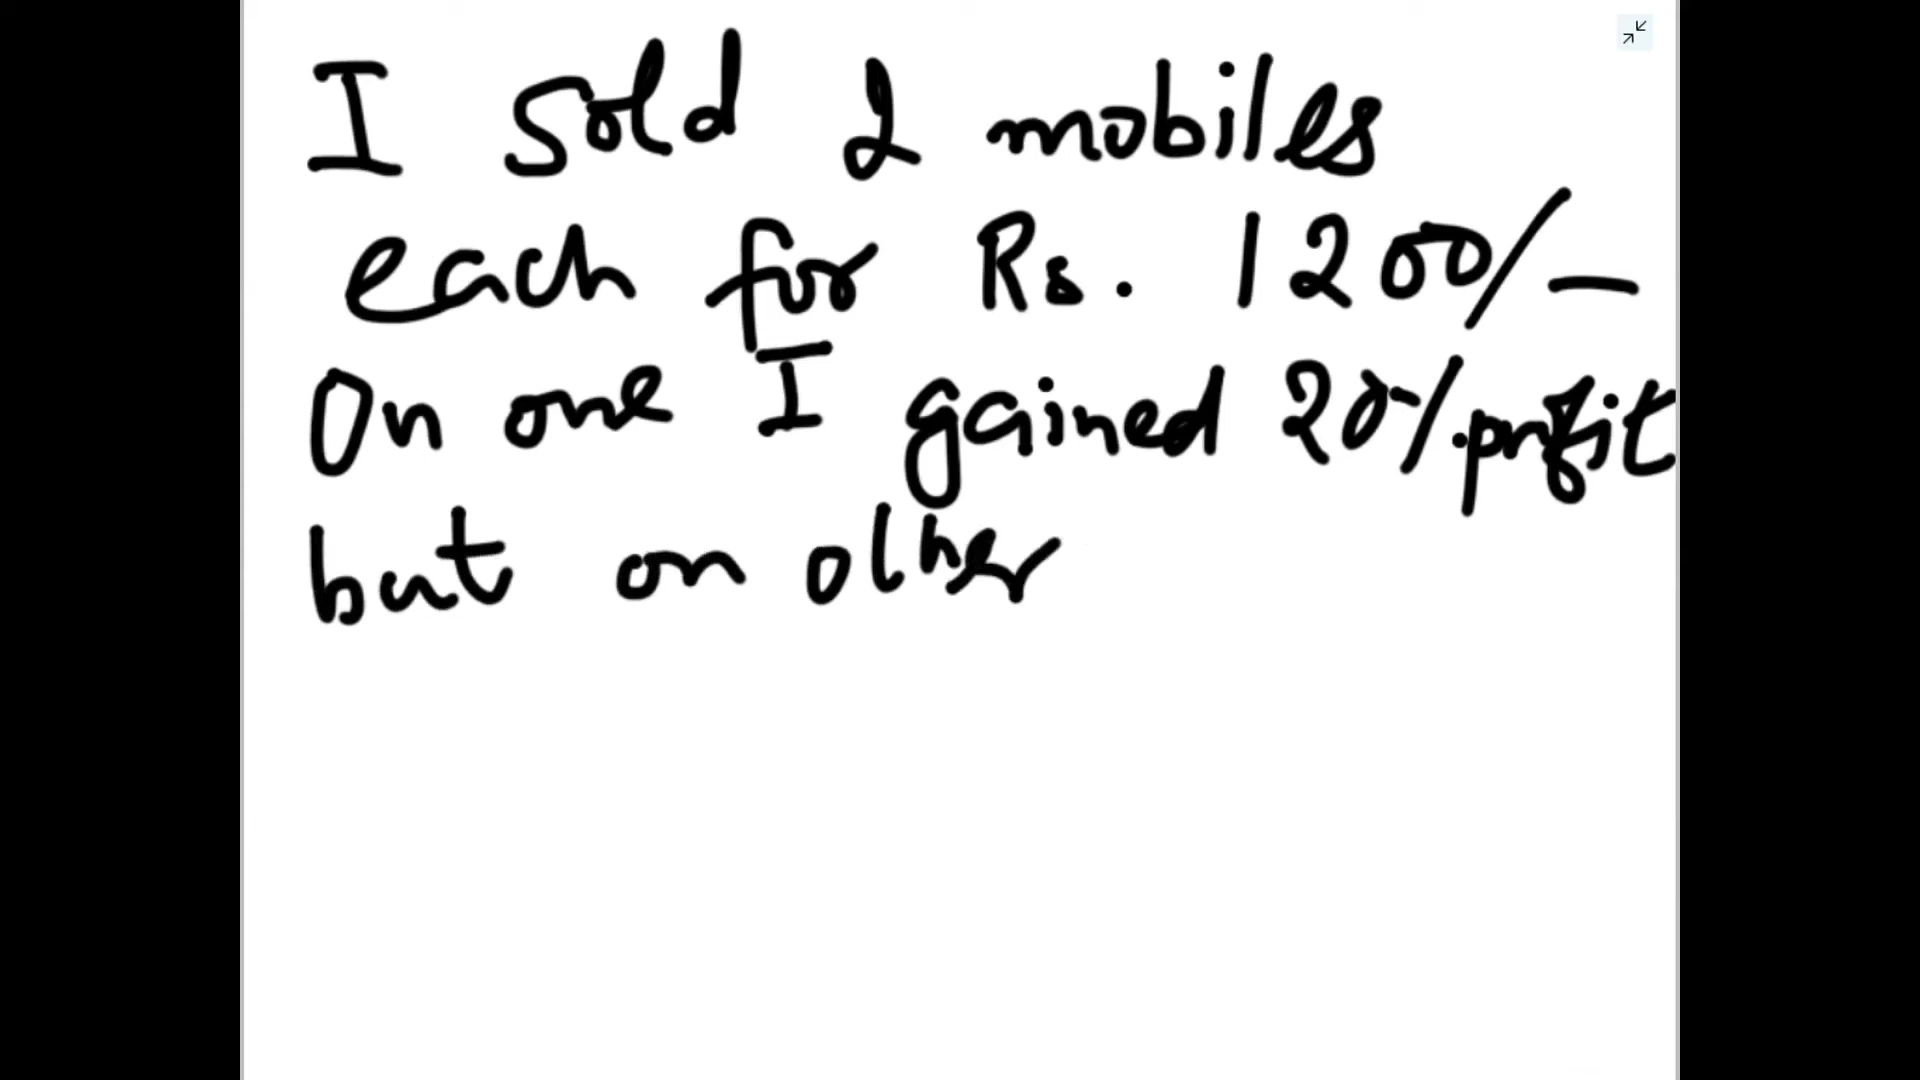 I sold 2 mobiles
each for Rs. 1200/-
On one I gained 20% profit
but on other